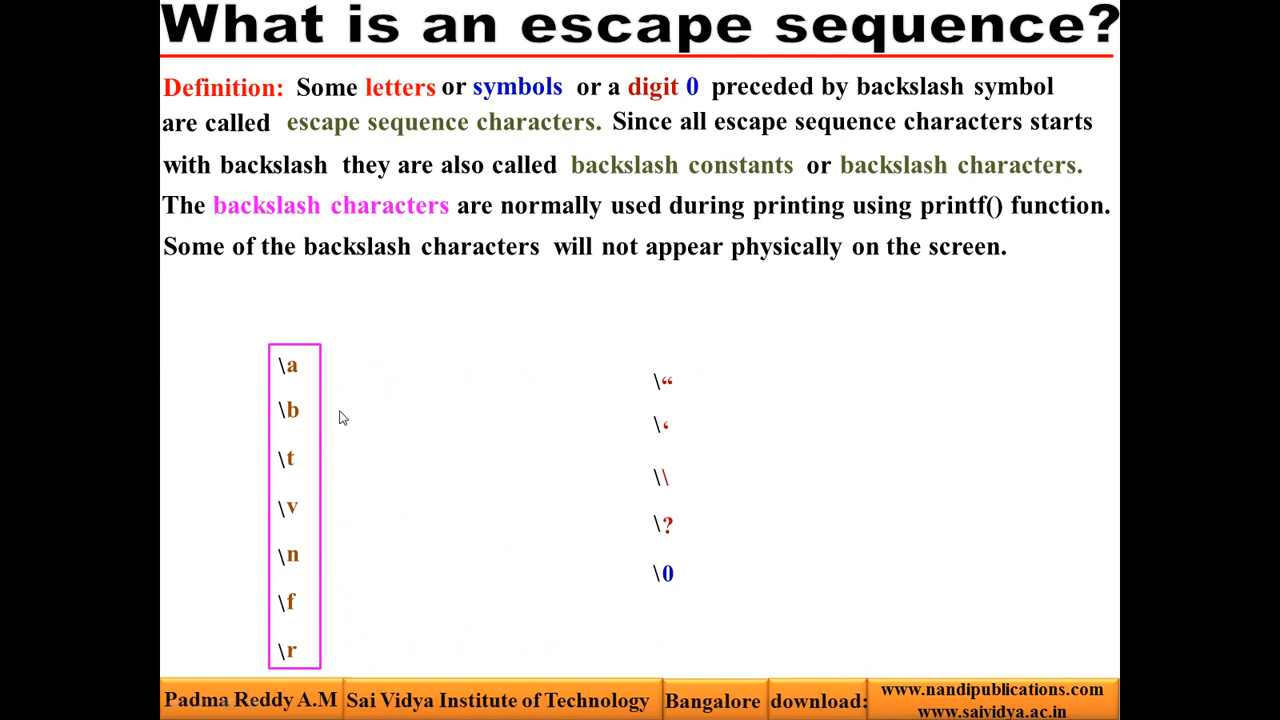 What is an escape sequence?
Definition: Some letters or symbols or a digit 0 preceded by backslash symbol
are called escape sequence characters. Since all escape sequence characters starts
with backslash they are also called backslash constants or backslash characters.
The backslash characters are normally used during printing using printf() function.
Some of the backslash characters will not appear physically on the screen.
\a
\b
\t
\v
\n
\f
\r
\“
\‘
\\
\?
\0
Padma Reddy A.M Sai Vidya Institute of Technology Bangalore download:
www.nandipublications.com
www.saividya.ac.in